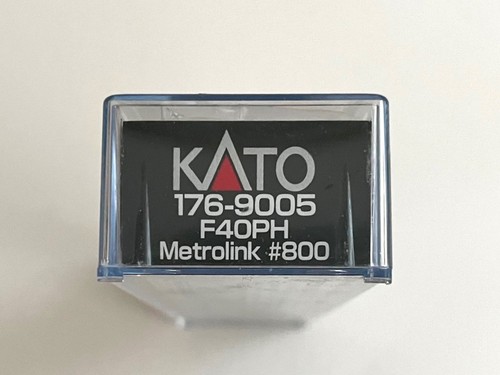 KATO
176-9005
F40PH
Metrolink #800